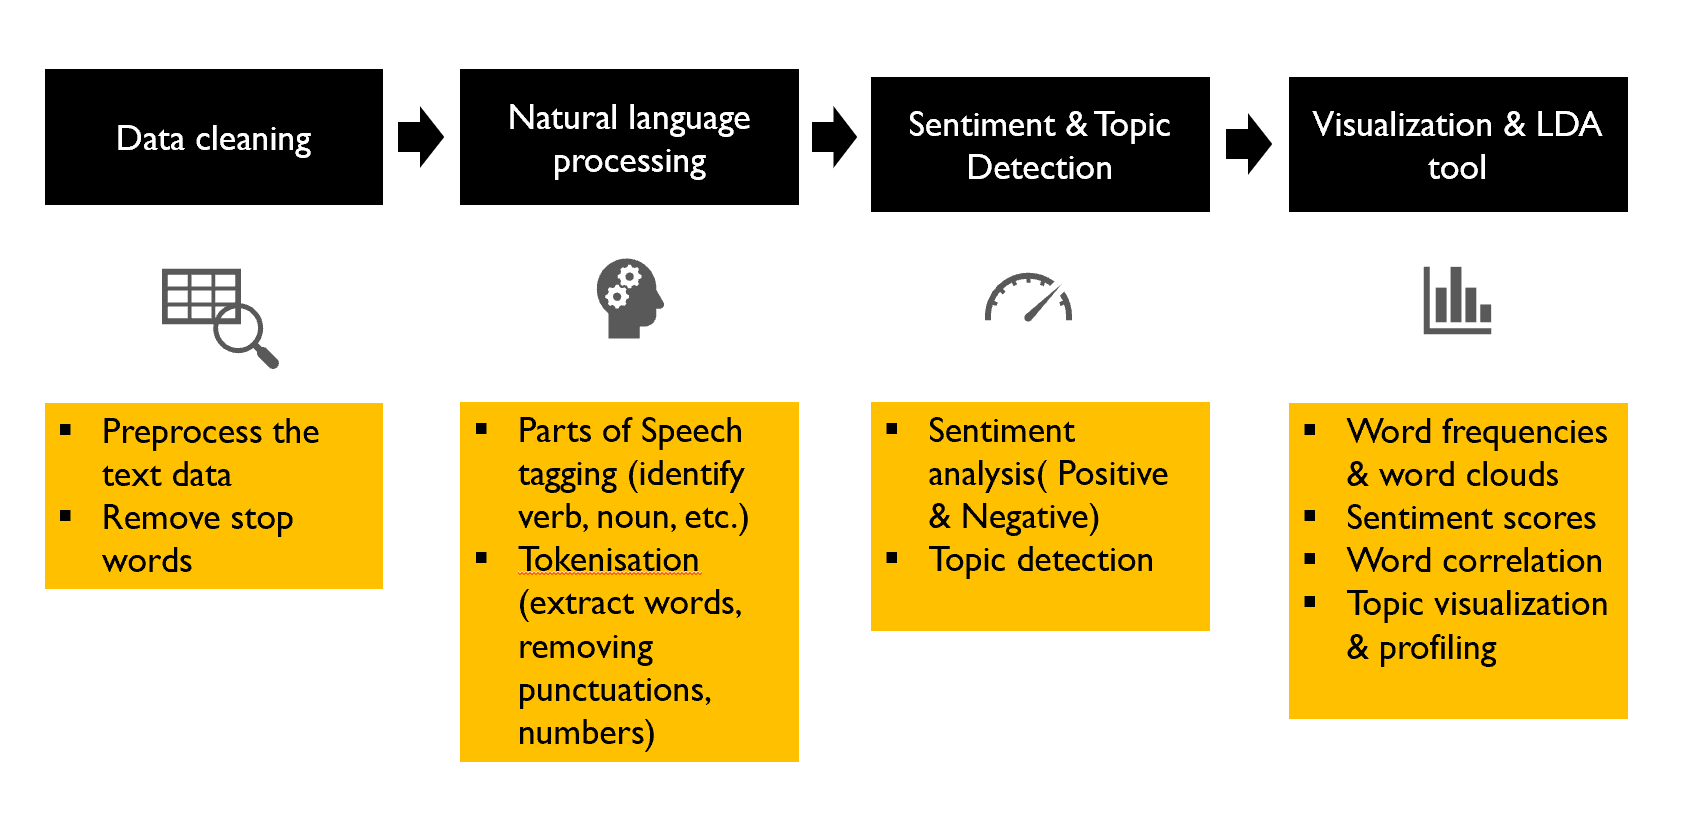 Data cleaning
Natural language
processing
Sentiment & Topic
Detection
Visualization & LDA
tool
▪ Preprocess the
text data
▪ Remove stop
words
▪ Parts of Speech
tagging (identify
verb, noun, etc.)
▪ Tokenisation
(extract words,
removing
punctuations,
numbers)
▪ Sentiment
analysis( Positive
& Negative)
▪ Topic detection
▪ Word frequencies
& word clouds
▪ Sentiment scores
▪ Word correlation
▪ Topic visualization
& profiling